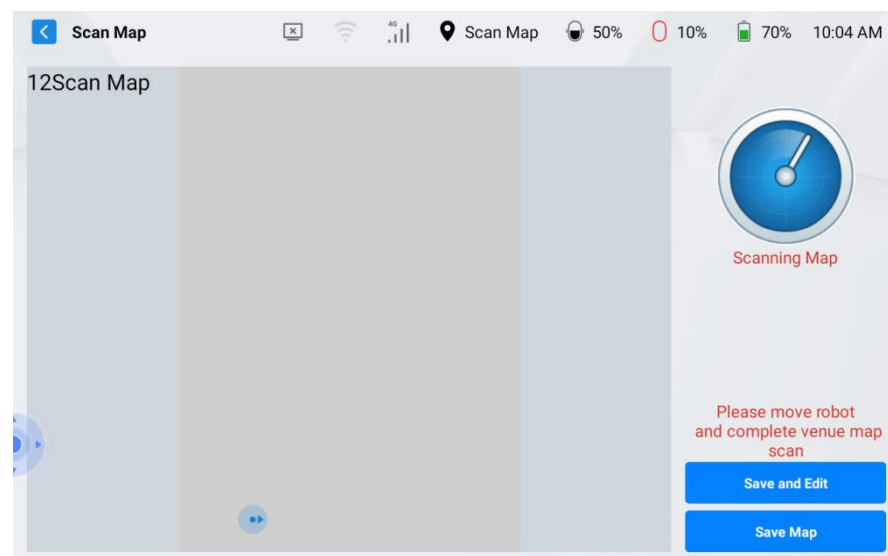 Scan Map
4G
Scan Map
50%
10%
70%
10:04 AM
12Scan Map
Scanning Map
Please move robot
and complete venue map
scan
Save and Edit
Save Map